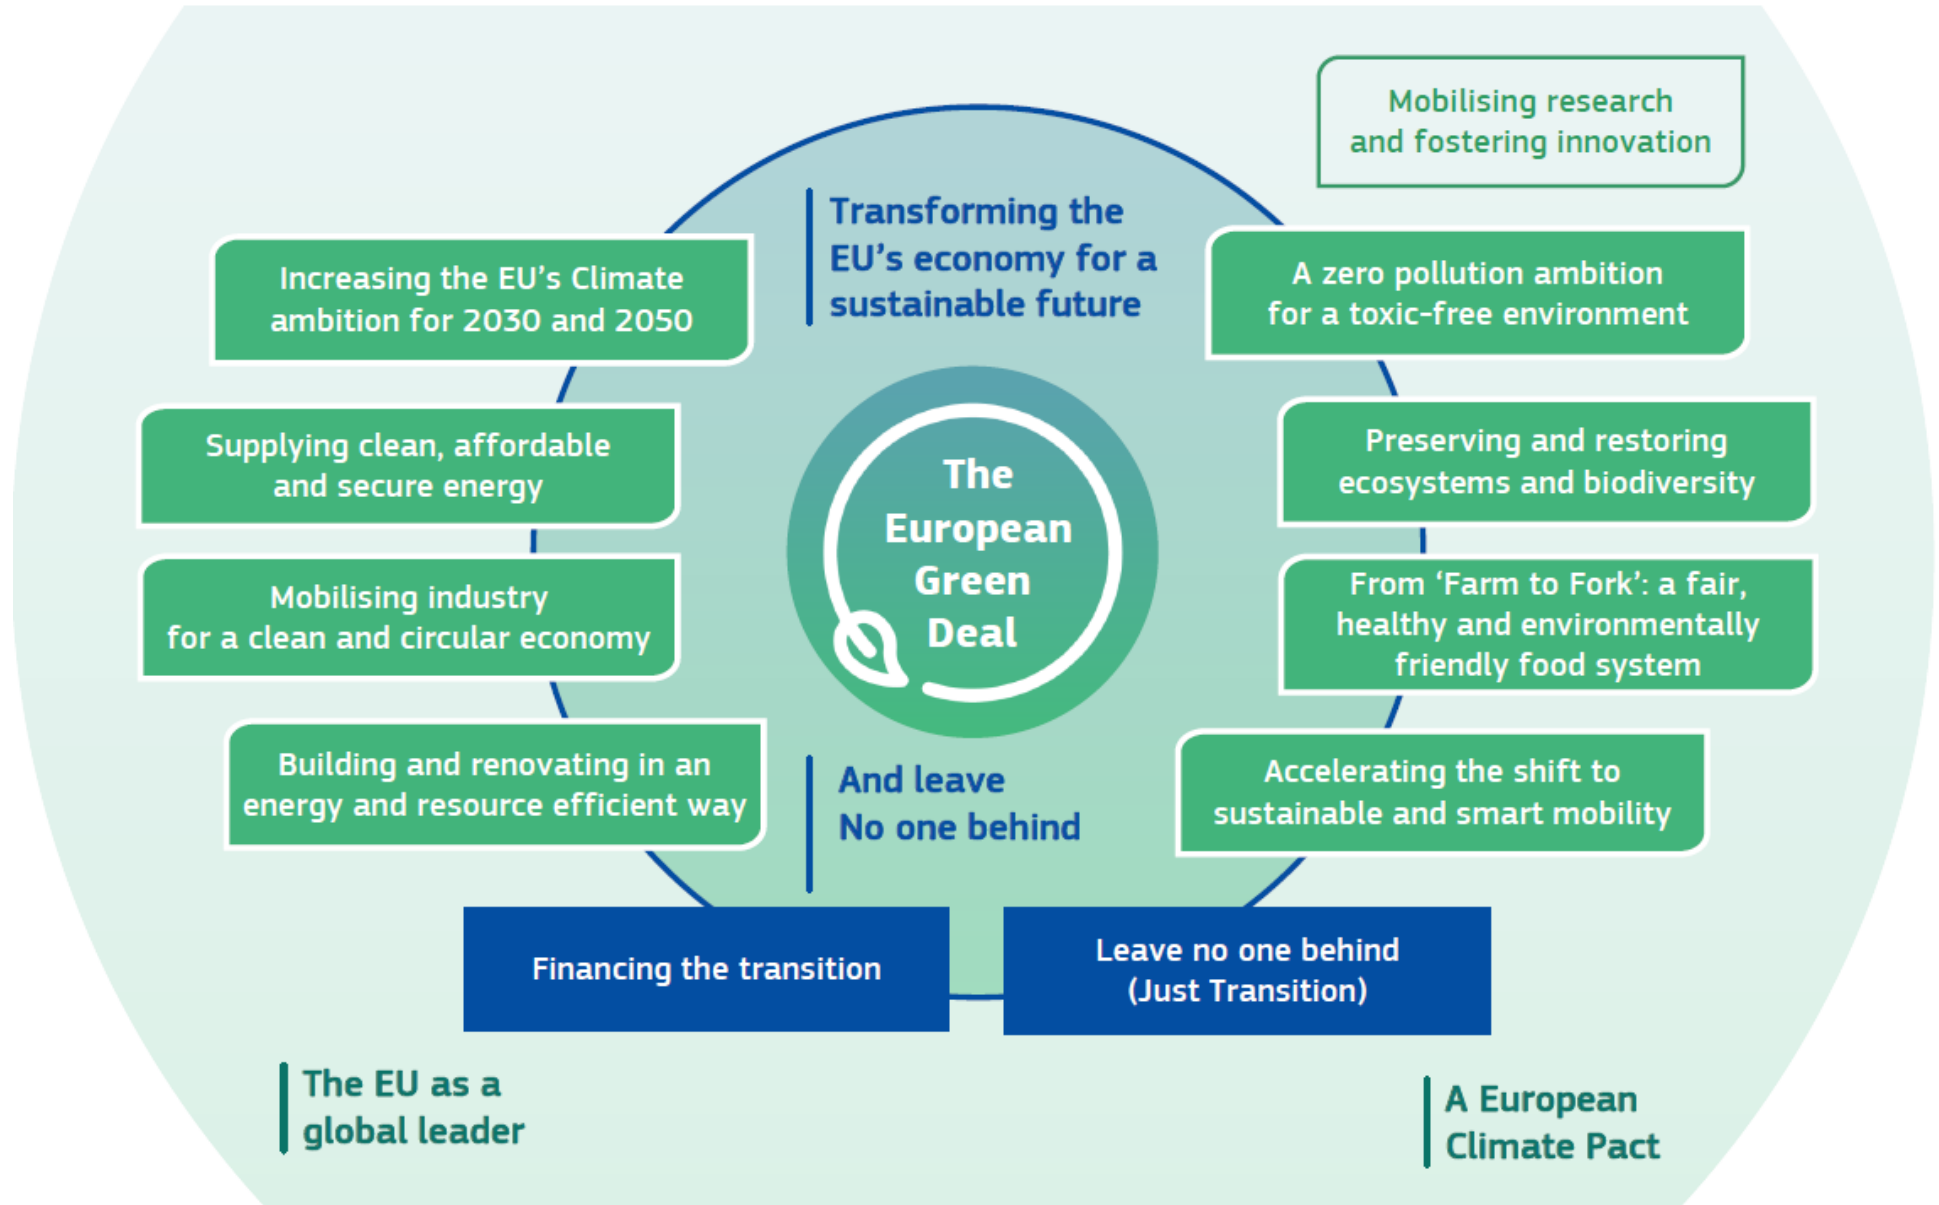 Mobilising research
and fostering innovation
Transforming the
EU's economy for a
sustainable future
Increasing the EU's Climate
ambition for 2030 and 2050
A zero pollution ambition
for a toxic-free environment
Supplying clean, affordable
and secure energy
Preserving and restoring
ecosystems and biodiversity
The
European
Green
Deal
Mobilising industry
for a clean and circular economy
From ‘Farm to Fork’: a fair,
healthy and environmentally
friendly food system
Building and renovating in an
energy and resource efficient way
Accelerating the shift to
sustainable and smart mobility
And leave
No one behind
Financing the transition
Leave no one behind
(Just Transition)
The EU as a
global leader
A European
Climate Pact